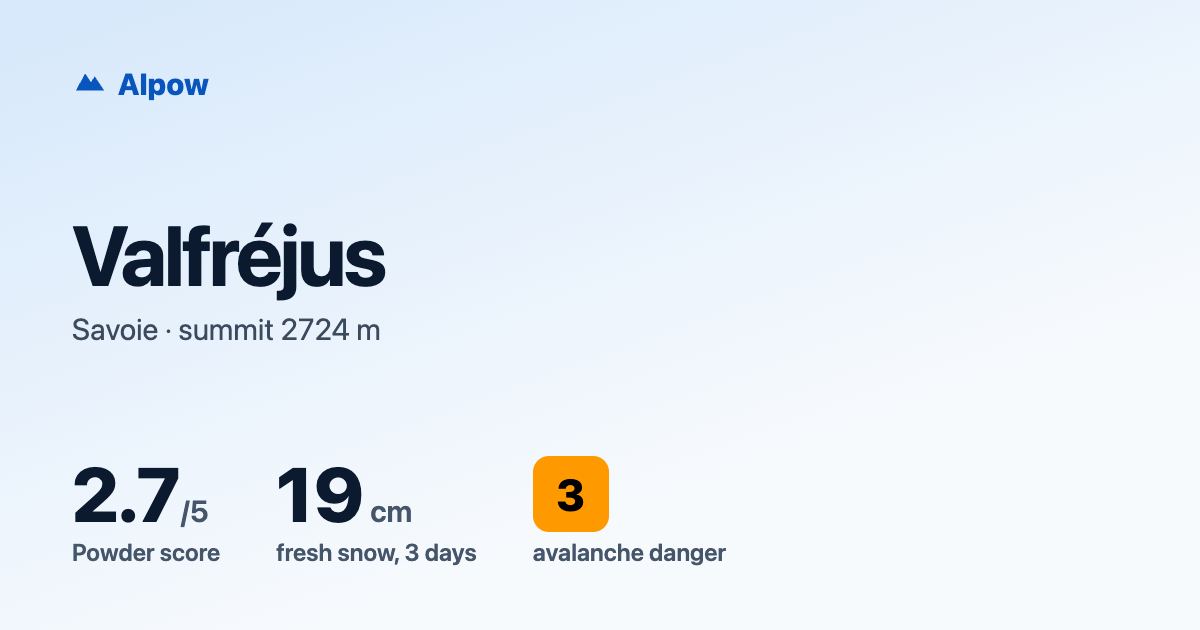 Alpow
Valfréjus
Savoie · summit 2724 m
2.7/5
Powder score
19 cm
fresh snow, 3 days
3
avalanche danger